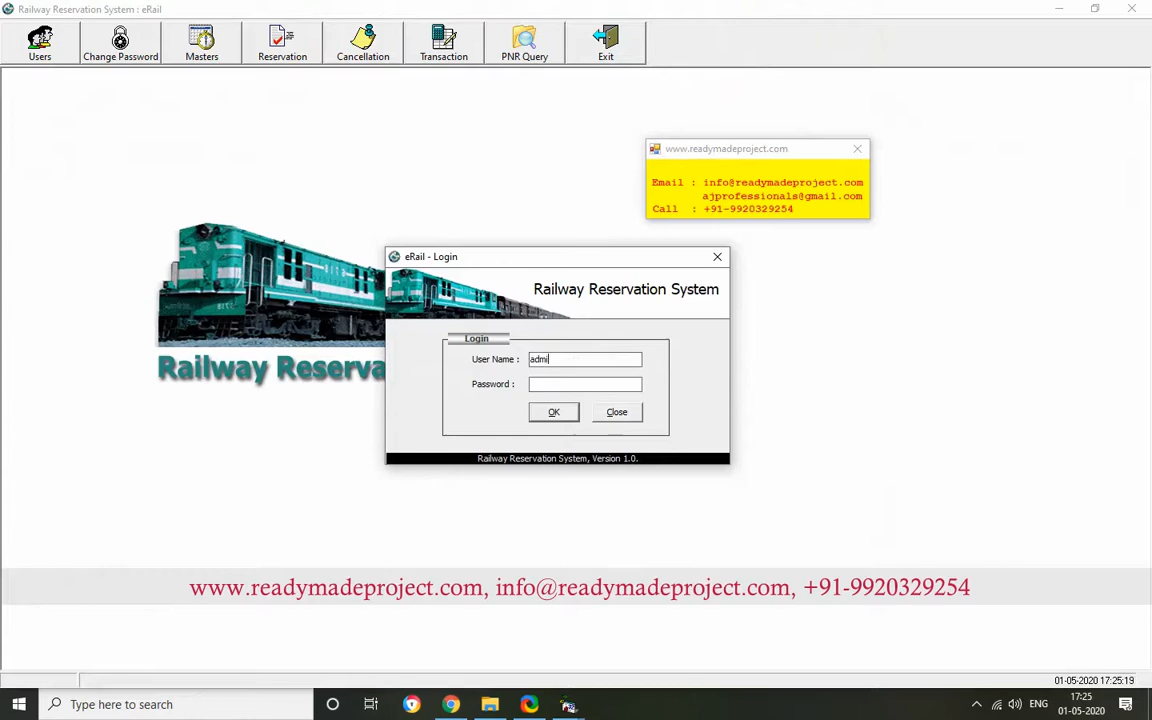 Railway Reservation System : eRail
Users
Change Password
Masters
Reservation
Cancellation
Transaction
PNR Query
Exit
www.readymadeproject.com
Email : info@readymadeproject.com
ajprofessionals@gmail.com
Call : +91-9920329254
eRail - Login
Railway Reservation System
Login
User Name : admi
Password :
OK
Close
Railway Reservation System, Version 1.0.
Railway Reserva
www.readymadeproject.com, info@readymadeproject.com, +91-9920329254
01-05-2020 17:25:19
Type here to search
ENG
17:25
01-05-2020